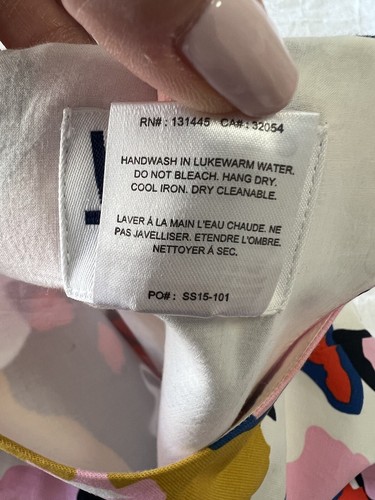 RN# : 131445 CA# : 32054
HANDWASH IN LUKEWARM WATER.
DO NOT BLEACH. HANG DRY.
COOL IRON. DRY CLEANABLE.
LAVER Á LA MAIN L'EAU CHAUDE. NE
PAS JAVELLISER. ETENDRE L'OMBRE.
NETTOYER Á SEC.
PO# : SS15-101